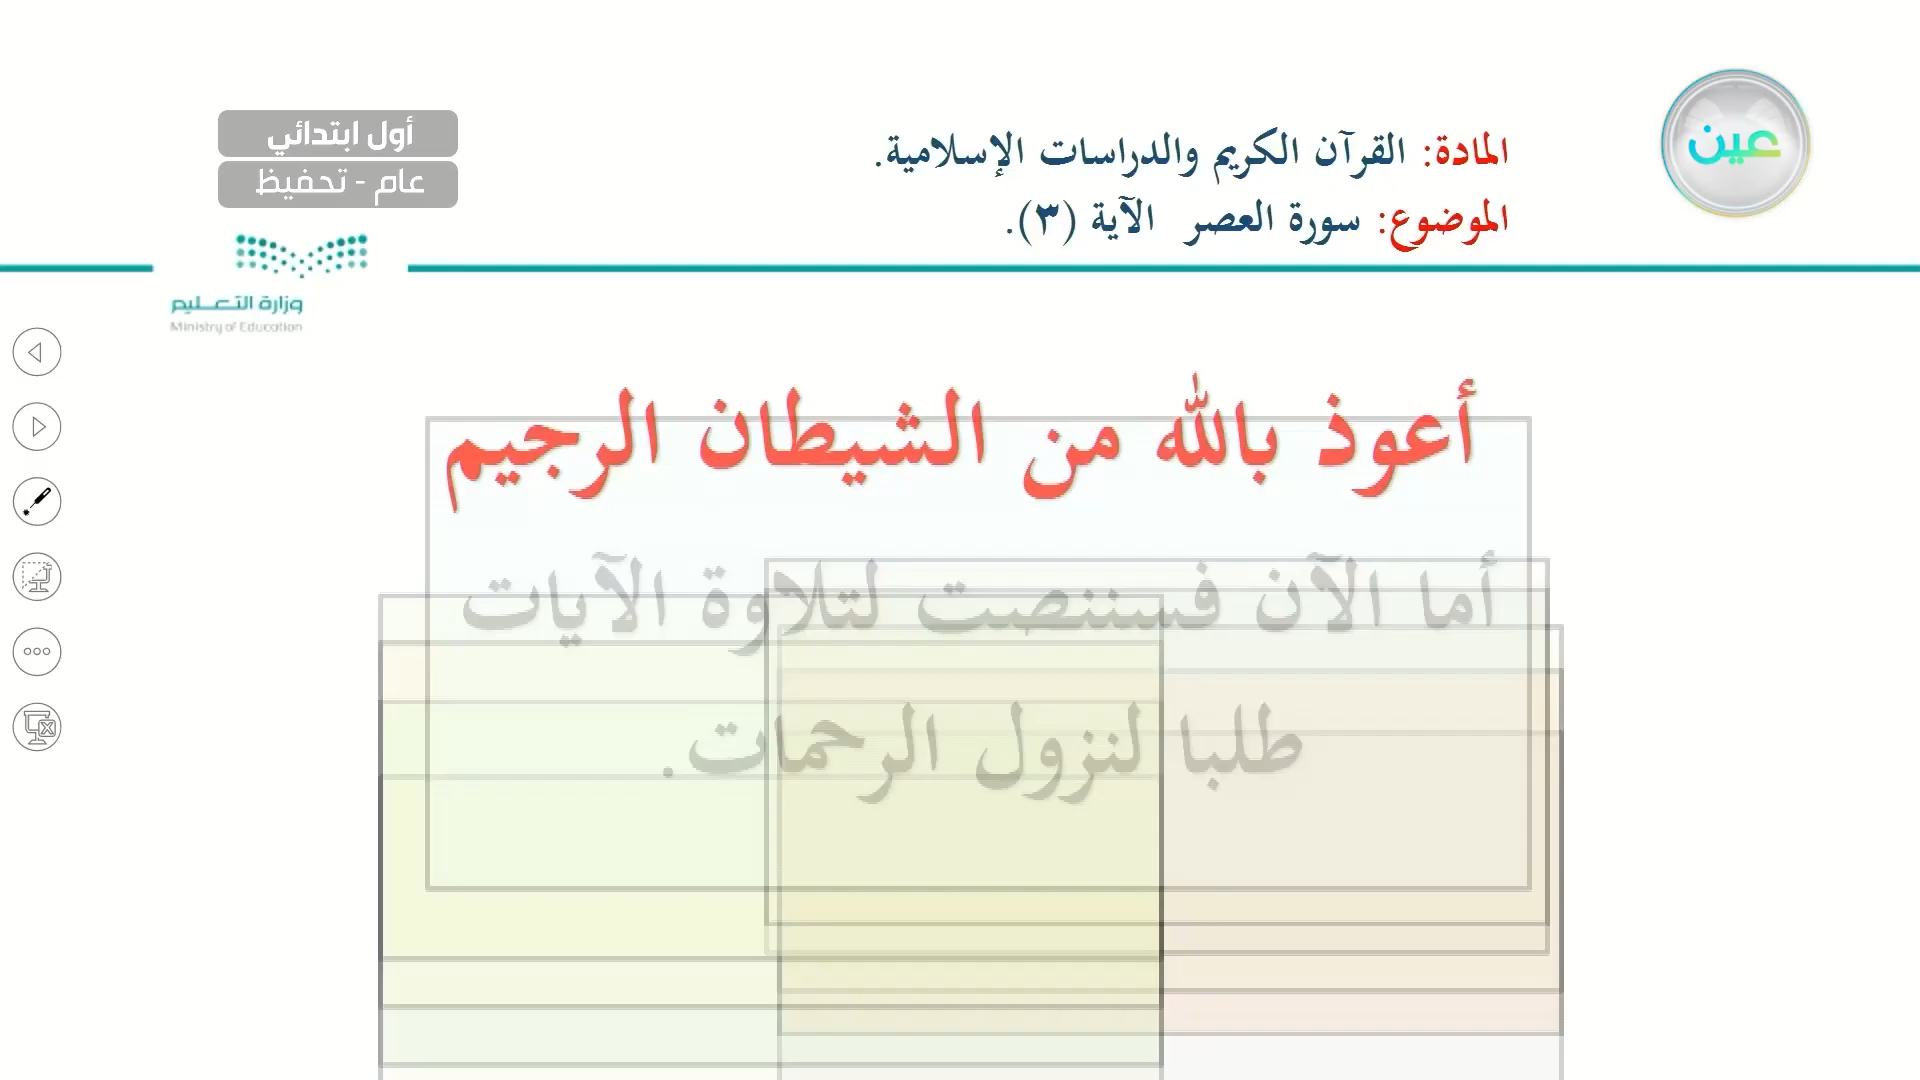 المادة: القرآن الكريم والدراسات الإسلامية.
الموضوع: سورة العصر الآية (٣).
عين
أول ابتدائي
عام - تحفيظ
وزارة التعليم
Ministry of Education
أعوذ بالله من الشيطان الرجيم
أما الآن فسننصت لتلاوة الآيات
طلبا لنزول الرحمات.